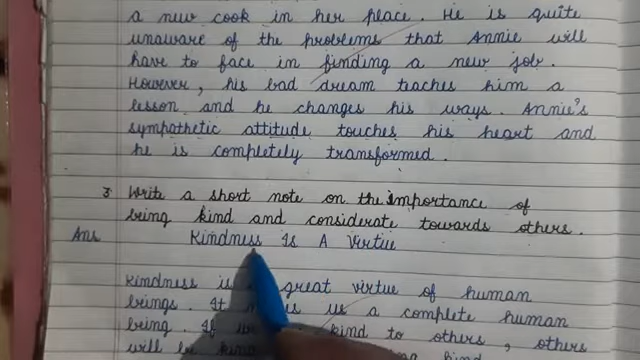 a new cook in her place. He is quite
unaware of the problems that Annie will
have to face in finding a new job.
However, his bad dream teaches him a
lesson and he changes his ways. Annie's
sympathetic attitude touches his heart and
he is completely transformed.
3 Write a short note on the importance of
being kind and considerate towards others.
Ans Kindness Is A Virtue
Kindness is great virtue of human
beings. It us a complete human
being. If kind to others, others
will be